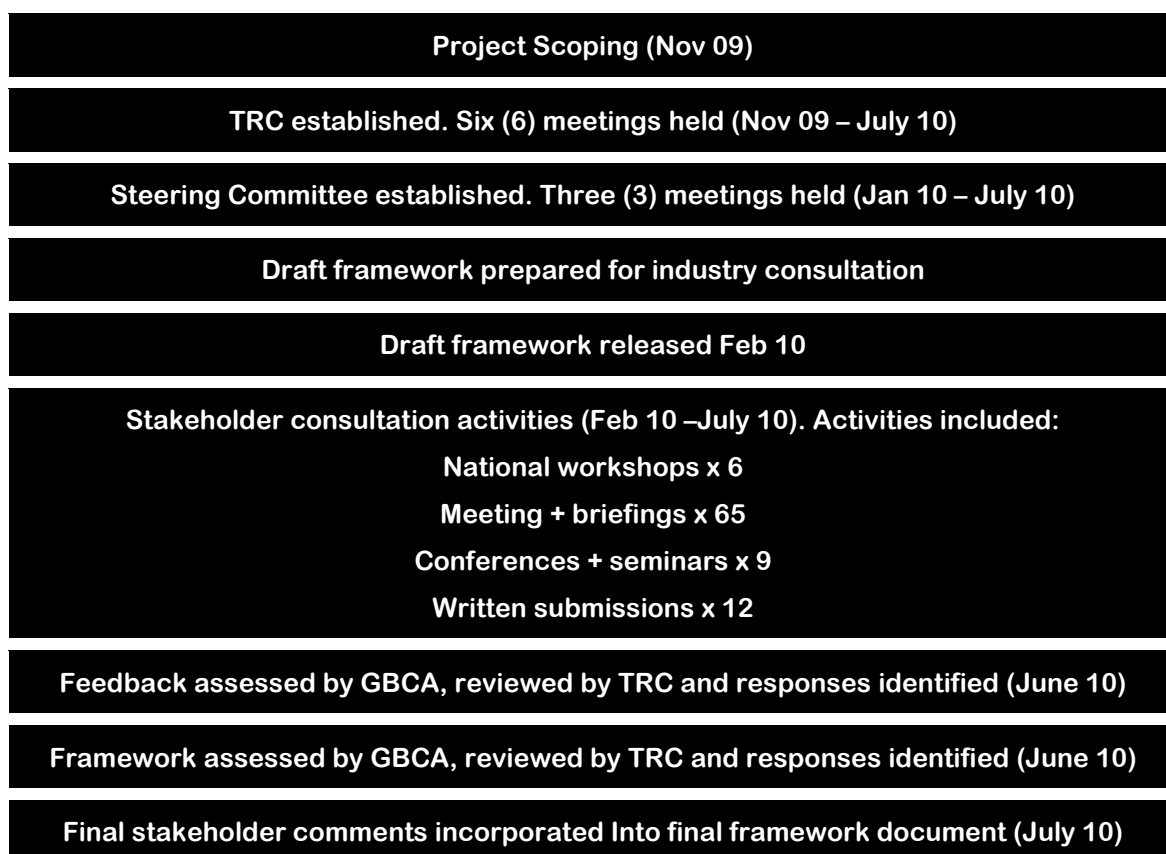 Project Scoping (Nov 09)
TRC established. Six (6) meetings held (Nov 09 – July 10)
Steering Committee established. Three (3) meetings held (Jan 10 – July 10)
Draft framework prepared for industry consultation
Draft framework released Feb 10
Stakeholder consultation activities (Feb 10 –July 10). Activities included:
National workshops x 6
Meeting + briefings x 65
Conferences + seminars x 9
Written submissions x 12
Feedback assessed by GBCA, reviewed by TRC and responses identified (June 10)
Framework assessed by GBCA, reviewed by TRC and responses identified (June 10)
Final stakeholder comments incorporated Into final framework document (July 10)